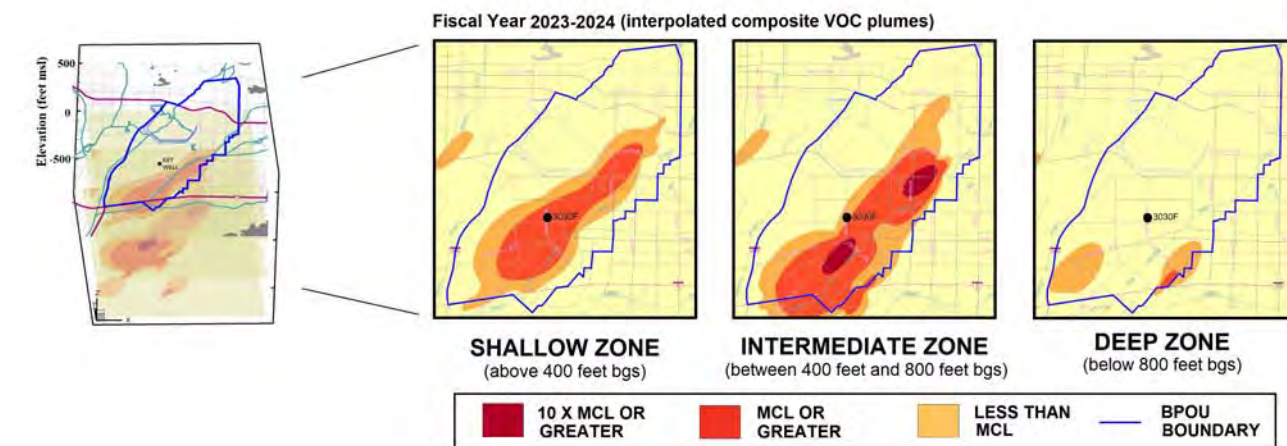 Fiscal Year 2023-2024 (interpolated composite VOC plumes)
Elevation (feet msl)
500
0
-500
KEY
WELL
Z
X
3030F
3030F
3030F
SHALLOW ZONE
(above 400 feet bgs)
INTERMEDIATE ZONE
(between 400 feet and 800 feet bgs)
DEEP ZONE
(below 800 feet bgs)
10 X MCL OR
GREATER
MCL OR
GREATER
LESS THAN
MCL
BPOU
BOUNDARY